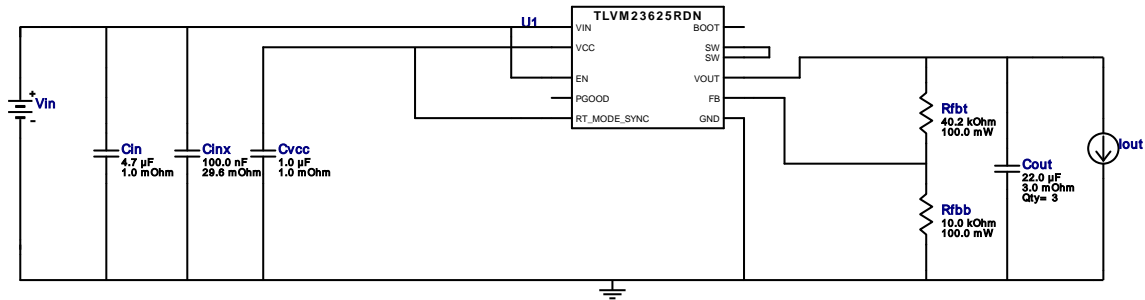 TLVM23625RDN
U1
VIN
BOOT
VCC
SW
SW
EN
VOUT
PGOOD
FB
RT_MODE_SYNC
GND
+
Vin
-
Cin
4.7 µF
1.0 mOhm
Cinx
100.0 nF
29.6 mOhm
Cvcc
1.0 µF
1.0 mOhm
Rfbt
40.2 kOhm
100.0 mW
Rfbb
10.0 kOhm
100.0 mW
Cout
22.0 µF
3.0 mOhm
Qty= 3
Iout